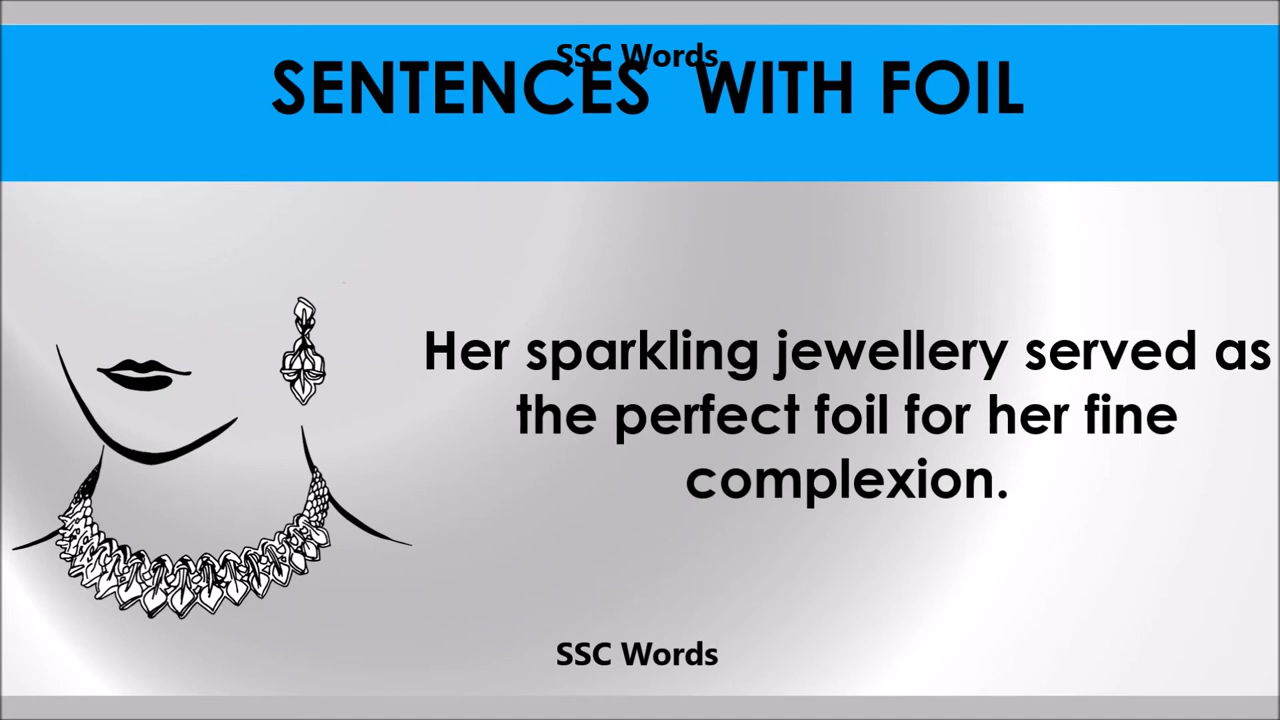 SSC Words
SENTENCES WITH FOIL
Her sparkling jewellery served as
the perfect foil for her fine
complexion.
SSC Words